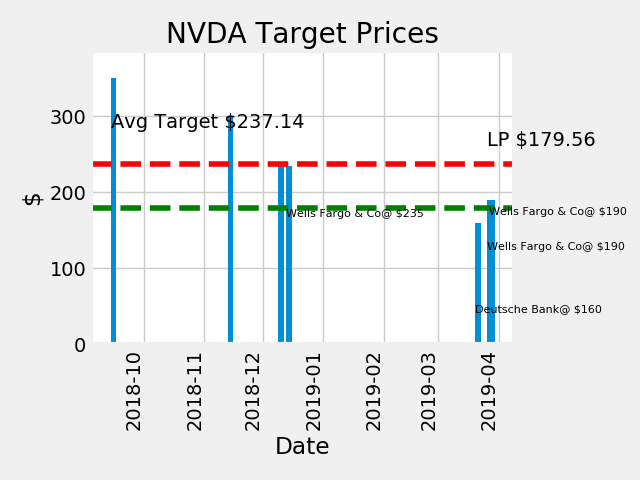 NVDA Target Prices
Avg Target $237.14
LP $179.56
Wells Fargo & Co@ $235
Wells Fargo & Co@ $190
Wells Fargo & Co@ $190
Deutsche Bank@ $160
300
200
100
0
$
2018-10
2018-11
2018-12
2019-01
2019-02
2019-03
2019-04
Date